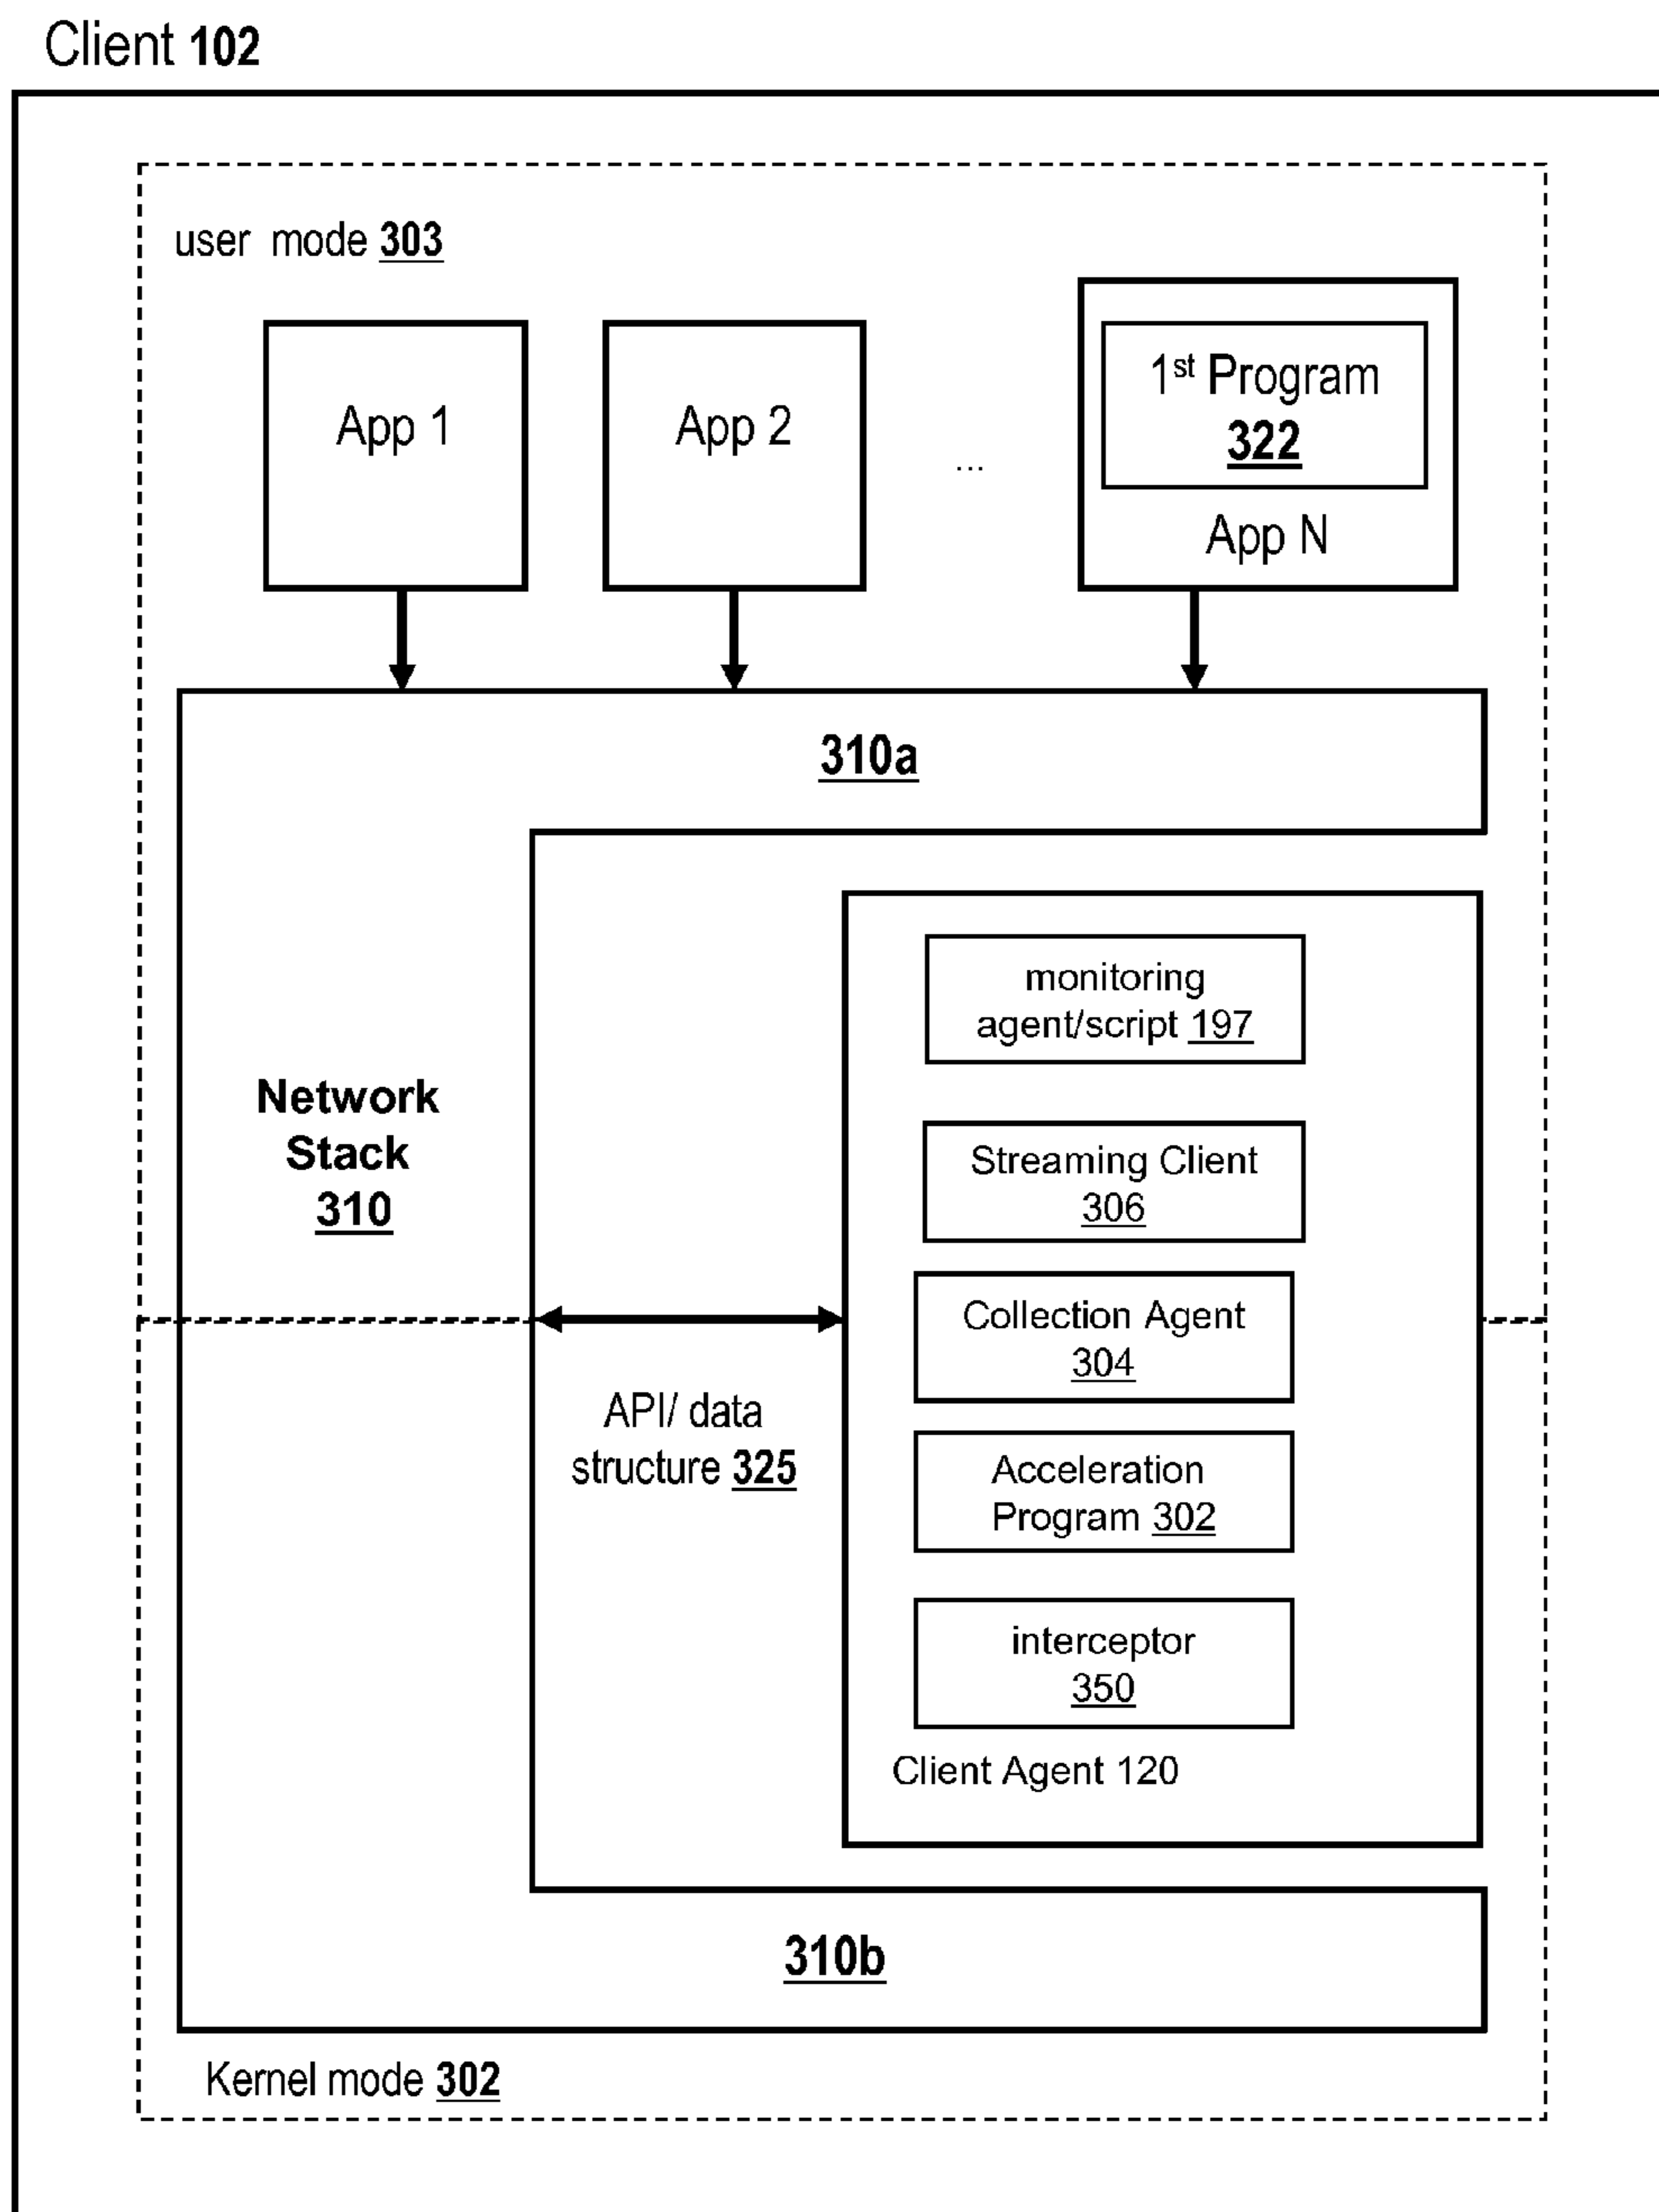 Client 102
user mode 303
App 1
App 2
...
1st Program
322
App N
310a
Network
Stack
310
monitoring
agent/script 197
Streaming Client
306
Collection Agent
304
API/ data
structure 325
Acceleration
Program 302
interceptor
350
Client Agent 120
310b
Kernel mode 302